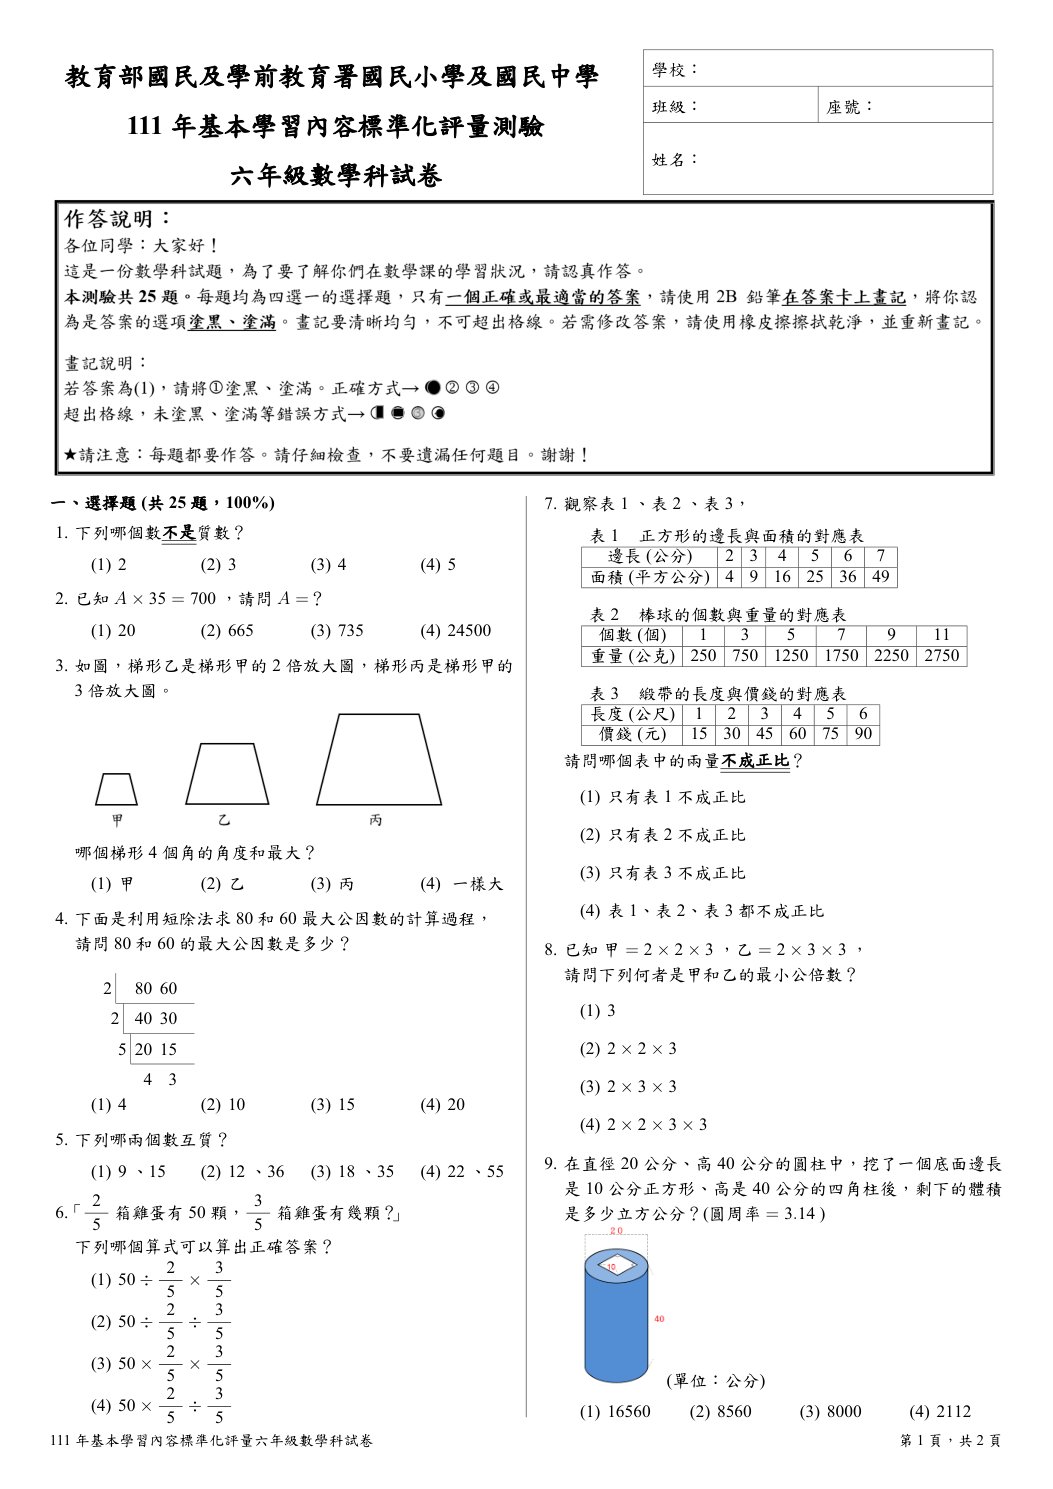 教育部國民及學前教育署國民小學及國民中學
111 年基本學習內容標準化評量測驗
六年級數學科試卷
學校：
班級：
座號：
姓名：
作答說明：
各位同學：大家好！
這是一份數學科試題，為了要了解你們在數學課的學習狀況，請認真作答。
本測驗共 25 題。每題均為四選一的選擇題，只有一個正確或最適當的答案，請使用 2B 鉛筆在答案卡上畫記，將你認
為是答案的選項塗黑、塗滿。畫記要清晰均勻，不可超出格線。若需修改答案，請使用橡皮擦擦拭乾淨，並重新畫記。
畫記說明：
若答案為(1)，請將①塗黑、塗滿。正確方式→ ● ② ③ ④
超出格線，未塗黑、塗滿等錯誤方式→
★請注意：每題都要作答。請仔細檢查，不要遺漏任何題目。謝謝！
一、選擇題 (共 25 題，100%)
1. 下列哪個數不是質數？
(1) 2 (2) 3 (3) 4 (4) 5
2. 已知 A × 35 = 700 ，請問 A =？
(1) 20 (2) 665 (3) 735 (4) 24500
3. 如圖，梯形乙是梯形甲的 2 倍放大圖，梯形丙是梯形甲的
3 倍放大圖。
甲 乙 丙
哪個梯形 4 個角的角度和最大？
(1) 甲 (2) 乙 (3) 丙 (4) 一樣大
4. 下面是利用短除法求 80 和 60 最大公因數的計算過程，
請問 80 和 60 的最大公因數是多少？
2 80 60
2 40 30
5 20 15
4 3
(1) 4 (2) 10 (3) 15 (4) 20
5. 下列哪兩個數互質？
(1) 9、15 (2) 12、36 (3) 18、35 (4) 22、55
6.「2/5 箱雞蛋有 50 顆，3/5 箱雞蛋有幾顆？」
下列哪個算式可以算出正確答案？
(1) 50 ÷ 2/5 × 3/5
(2) 50 ÷ 2/5 ÷ 3/5
(3) 50 × 2/5 × 3/5
(4) 50 × 2/5 ÷ 3/5
7. 觀察表 1、表 2、表 3，
表 1 正方形的邊長與面積的對應表
邊長 (公分) 2 3 4 5 6 7
面積 (平方公分) 4 9 16 25 36 49
表 2 棒球的個數與重量的對應表
個數 (個) 1 3 5 7 9 11
重量 (公克) 250 750 1250 1750 2250 2750
表 3 緞帶的長度與價錢的對應表
長度 (公尺) 1 2 3 4 5 6
價錢 (元) 15 30 45 60 75 90
請問哪個表中的兩量不成正比？
(1) 只有表 1 不成正比
(2) 只有表 2 不成正比
(3) 只有表 3 不成正比
(4) 表 1、表 2、表 3 都不成正比
8. 已知 甲 = 2 × 2 × 3 ，乙 = 2 × 3 × 3 ，
請問下列何者是甲和乙的最小公倍數？
(1) 3
(2) 2 × 2 × 3
(3) 2 × 3 × 3
(4) 2 × 2 × 3 × 3
9. 在直徑 20 公分、高 40 公分的圓柱中，挖了一個底面邊長
是 10 公分正方形、高是 40 公分的四角柱後，剩下的體積
是多少立方公分？(圓周率 = 3.14 )
20
10
40
(單位：公分)
(1) 16560 (2) 8560 (3) 8000 (4) 2112
111 年基本學習內容標準化評量六年級數學科試卷
第 1 頁，共 2 頁